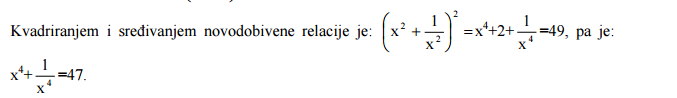 Kvadriranjem i sređivanjem novodobivene relacije je: (x² + 1/x²)² =x⁴+2+1/x⁴=49, pa je:
x⁴+1/x⁴=47.